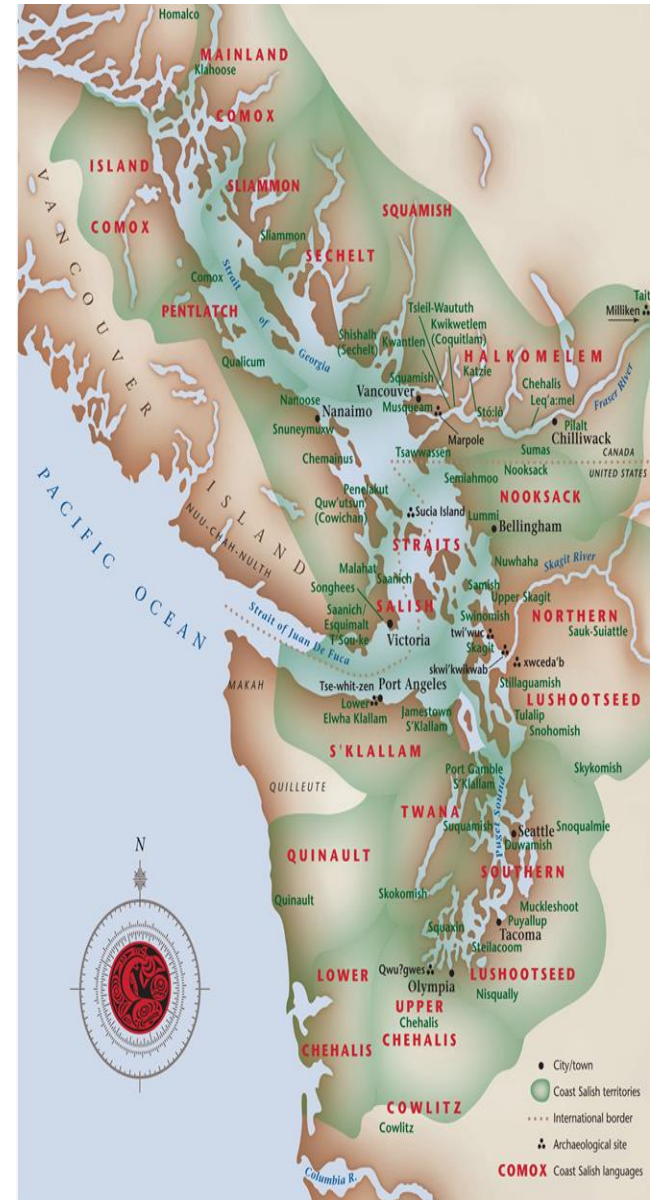 Homalco
MAINLAND
Klahoose
COMOX
ISLAND
SLIAMMON
VANCOUVER
SQUAMISH
COMOX
Sliammon
SECHELT
Comox
Strait of Georgia
Tait
Milliken
PENTLATCH
Tsleil-Waututh
Kwikwetlem
(Coquitlam)
Shishalh
(Sechelt)
Kwantlen
HALKOMELEM
Qualicum
Katzie
Squamish
Chehalis
Fraser River
Vancouver
Leq'a:mel
Nanoose
Musqueam
Stó:lō
Nanaimo
Pilalt
Snuneymuxw
Marpole
Chilliwack
Chemainus
Tsawwassen
Sumas
CANADA
Nooksack
UNITED STATES
Semiahmoo
PACIFIC OCEAN
ISLAND
Penelakut
NOOKSACK
Quw'utsun'
(Cowichan)
Sucia Island
Lummi
NUU-CHAH-NULTH
Bellingham
STRAITS
Nuwhaha
Skagit River
Malahat
Saanich
Samish
Songhees
Upper Skagit
SALISH
Saanich/
Esquimalt
Swinomish
NORTHERN
Strait of Juan De Fuca
T'Sou-ke
Victoria
twi'wuc
Sauk-Suiattle
Skagit
skwi'kwikwab
xwceda'b
MAKAH
Tse-whit-zen
Port Angeles
Stillaguamish
Lower
Elwha Klallam
LUSHOOTSEED
Jamestown
S'Klallam
Tulalip
Snohomish
S'KLALLAM
Port Gamble
S'Klallam
Skykomish
QUILLEUTE
TWANA
Puget Sound
Suquamish
Seattle
Snoqualmie
N
Duwamish
QUINAULT
SOUTHERN
Quinault
Skokomish
Muckleshoot
Puyallup
Squaxin
Tacoma
Steilacoom
LOWER
Qwu?gwes
LUSHOOTSEED
Olympia
Nisqually
UPPER
Chehalis
CHEHALIS
CHEHALIS
COWLITZ
Cowlitz
Columbia R.
City/town
Coast Salish territories
International border
Archaeological site
COMOX Coast Salish languages